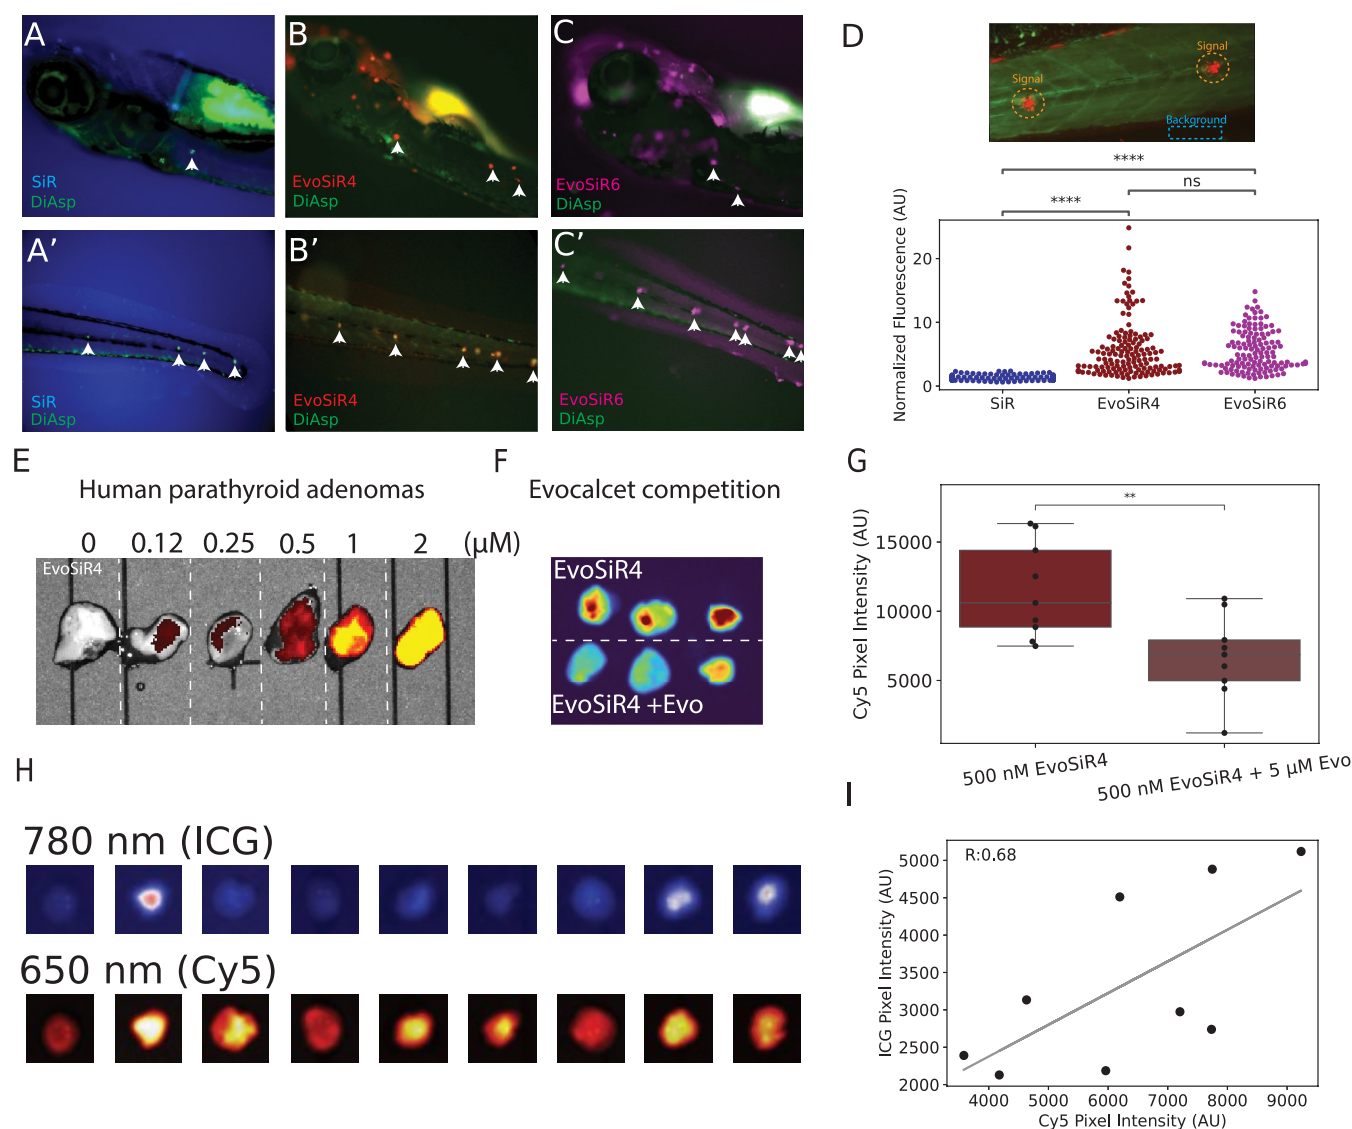 A
SiR
DiAsp
B
EvoSiR4
DiAsp
C
EvoSiR6
DiAsp
A'
SiR
DiAsp
B'
EvoSiR4
DiAsp
C'
EvoSiR6
DiAsp
D
Signal
Signal
Background
****
ns
****
Normalized Fluorescence (AU)
20
10
0
SiR EvoSiR4 EvoSiR6
E
Human parathyroid adenomas
0 0.12 0.25 0.5 1 2 (μM)
EvoSiR4
F
Evocalcet competition
EvoSiR4
EvoSiR4 +Evo
G
**
Cy5 Pixel Intensity (AU)
15000
10000
5000
500 nM EvoSiR4
500 nM EvoSiR4 + 5 μM Evo
H
780 nm (ICG)
650 nm (Cy5)
I
R:0.68
ICG Pixel Intensity (AU)
5000
4500
4000
3500
3000
2500
2000
4000 5000 6000 7000 8000 9000
Cy5 Pixel Intensity (AU)